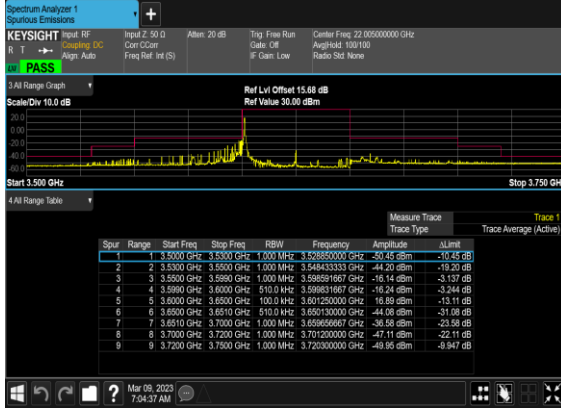 Spectrum Analyzer 1
Spurious Emissions
+
KEYSIGHT Input: RF Input Z: 50 Ω Atten: 20 dB Trig: Free Run Center Freq: 22.005000000 GHz
R T Coupling: DC Corr CCorr Gate: Off Avg|Hold: 100/100
Align: Auto Freq Ref: Int (S) IF Gain: Low Radio Std: None
PASS
3 All Range Graph
Ref Lvl Offset 15.68 dB
Scale/Div 10.0 dB Ref Value 30.00 dBm
20.0
0.00
-20.0
-40.0
-60.0
Start 3.500 GHz Stop 3.750 GH
4 All Range Table
Measure Trace Trace 1
Trace Type Trace Average (Active)
Spur Range Start Freq Stop Freq RBW Frequency Amplitude ΔLimit
1 1 3.5000 GHz 3.5300 GHz 1.000 MHz 3.528850000 GHz -50.45 dBm -10.45 dB
2 2 3.5300 GHz 3.5500 GHz 1.000 MHz 3.548433333 GHz -44.20 dBm -19.20 dB
3 3 3.5500 GHz 3.5990 GHz 1.000 MHz 3.598591667 GHz -16.14 dBm -3.137 dB
4 4 3.5990 GHz 3.6000 GHz 510.0 kHz 3.599831667 GHz -16.24 dBm -3.244 dB
5 5 3.6000 GHz 3.6500 GHz 100.0 kHz 3.601250000 GHz 16.89 dBm -13.11 dB
6 6 3.6500 GHz 3.6510 GHz 510.0 kHz 3.650130000 GHz -44.08 dBm -31.08 dB
7 7 3.6510 GHz 3.7000 GHz 1.000 MHz 3.659656667 GHz -36.58 dBm -23.58 dB
8 8 3.7000 GHz 3.7200 GHz 1.000 MHz 3.701200000 GHz -47.11 dBm -22.11 dB
9 9 3.7200 GHz 3.7500 GHz 1.000 MHz 3.720300000 GHz -49.95 dBm -9.947 dB
? Mar 09, 2023
7:04:37 AM